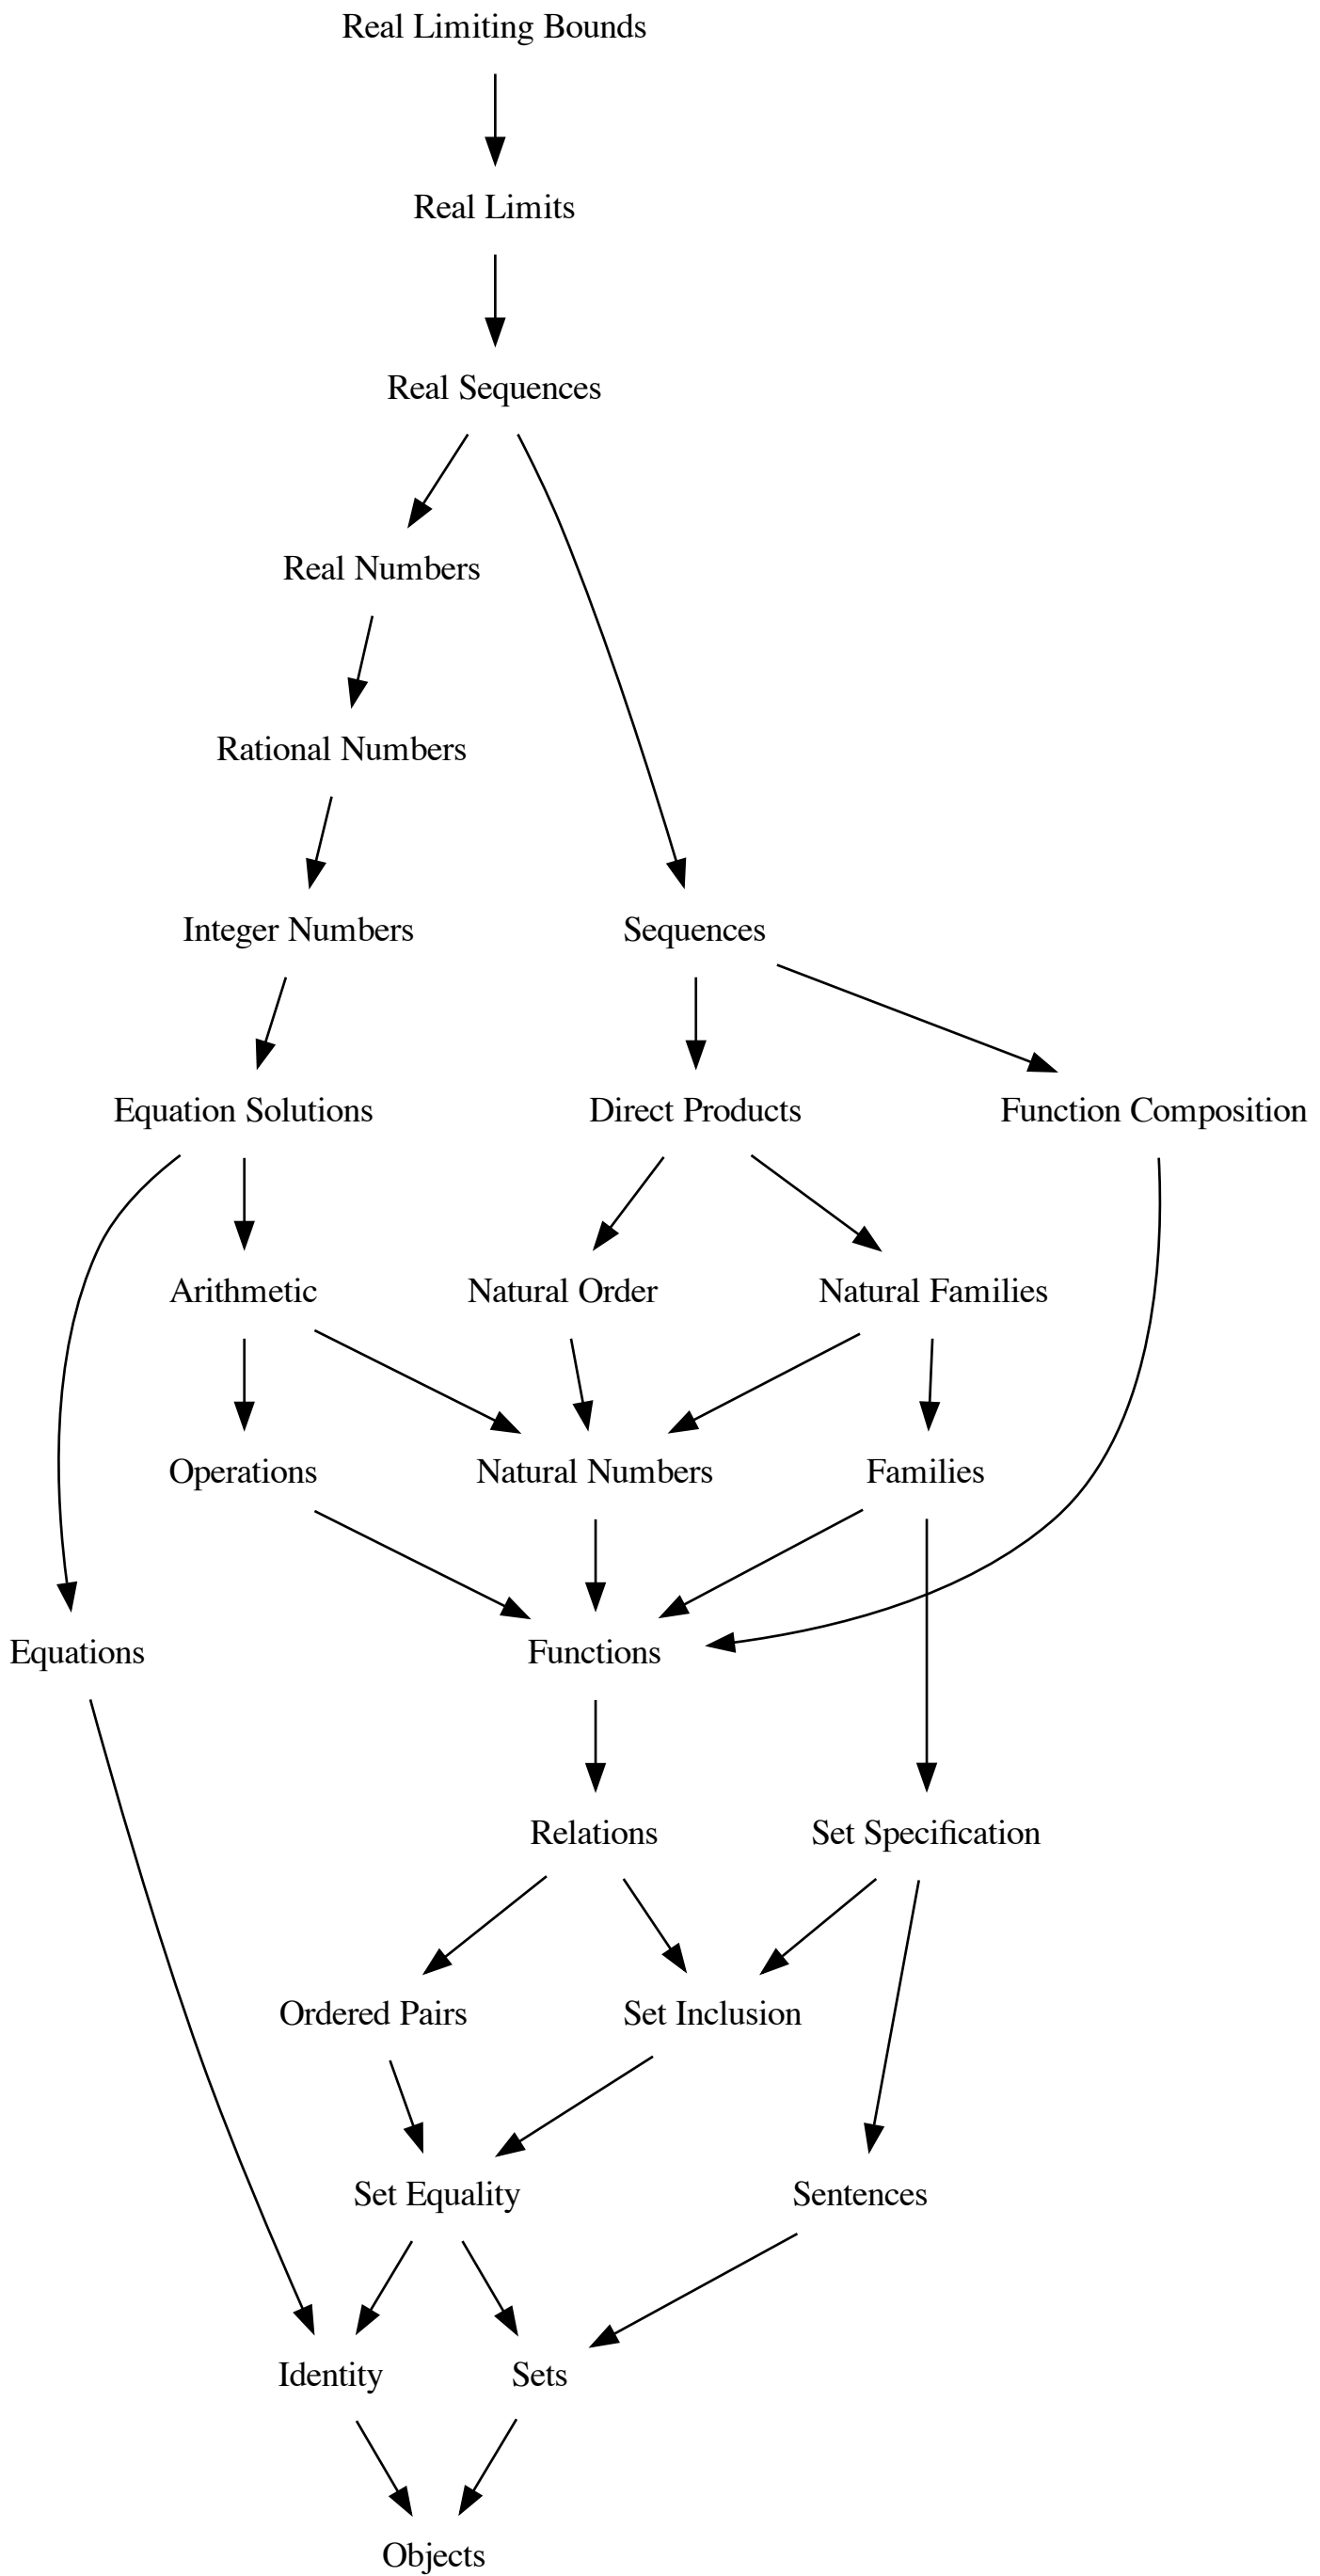 Real Limiting Bounds
Real Limits
Real Sequences
Real Numbers
Rational Numbers
Integer Numbers
Sequences
Equation Solutions
Direct Products
Function Composition
Arithmetic
Natural Order
Natural Families
Operations
Natural Numbers
Families
Equations
Functions
Relations
Set Specification
Ordered Pairs
Set Inclusion
Set Equality
Sentences
Identity
Sets
Objects